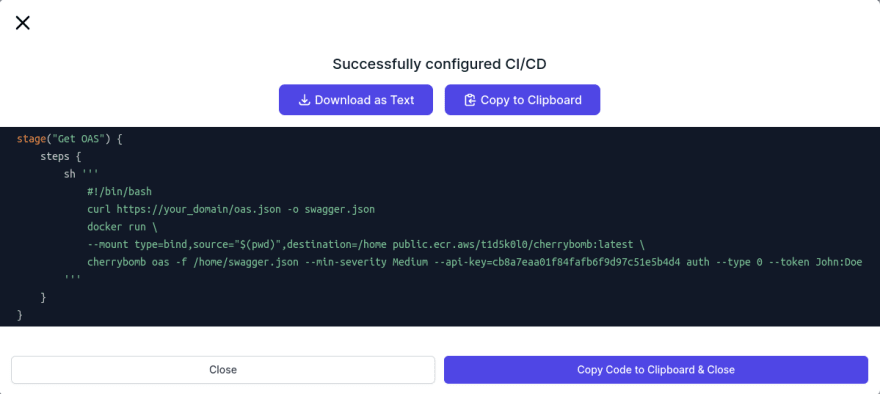 Successfully configured CI/CD
Download as Text
Copy to Clipboard
stage("Get OAS") {
    steps {
        sh '''
            #!/bin/bash
            curl https://your_domain/oas.json -o swagger.json
            docker run \
            --mount type=bind,source="$(pwd)",destination=/home public.ecr.aws/t1d5k0l0/cherrybomb:latest \
            cherrybomb oas -f /home/swagger.json --min-severity Medium --api-key=cb8a7eaa01f84fafb6f9d97c51e5b4d4 auth --type 0 --token John:Doe
        '''
    }
}
Close
Copy Code to Clipboard & Close